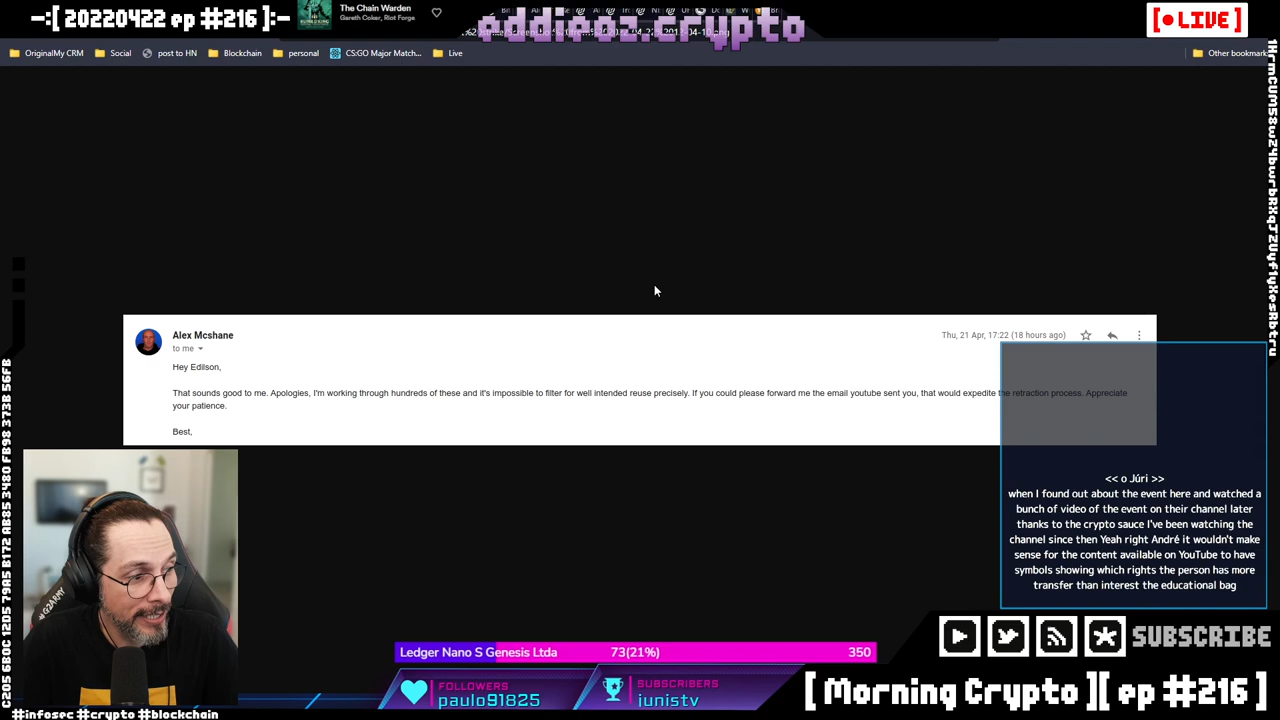 -:[ 20220422 ep #216 ]:-
The Chain Warden
Gareth Coker, Riot Forge
eddieoz.crypto
[● LIVE]
OriginalMy CRM
Social
post to HN
Blockchain
personal
CS:GO Major Match...
Live
Other bookmark
Alex Mcshane
Thu, 21 Apr, 17:22 (18 hours ago)
to me
Hey Edilson,
That sounds good to me. Apologies, I'm working through hundreds of these and it's impossible to filter for well intended reuse precisely. If you could please forward me the email youtube sent you, that would expedite the retraction process. Appreciate
your patience.
Best,
<< o Júri >>
when I found out about the event here and watched a
bunch of video of the event on their channel later
thanks to the crypto sauce I've been watching the
channel since then Yeah right André it wouldn't make
sense for the content available on YouTube to have
symbols showing which rights the person has more
transfer than interest the educational bag
#G2ARMY
Ledger Nano S Genesis Ltda
73(21%)
350
FOLLOWERS
paulo91825
SUBSCRIBERS
iunistv
SUBSCRIBE
[ Morning Crypto ][ ep #216 ]
#infosec #crypto #blockchain